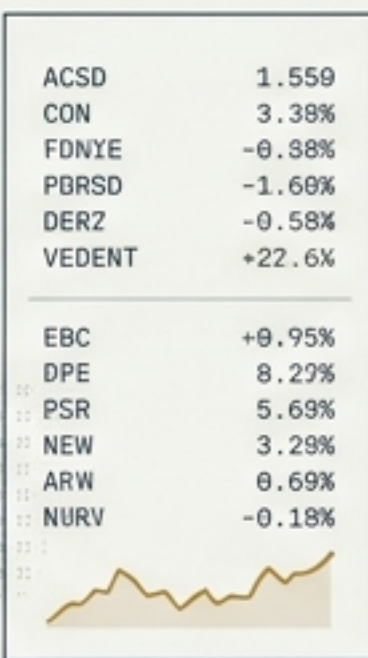 ACSD 1.559
CON 3.38%
FDNYE -0.38%
PBRSD -1.60%
DERZ -0.58%
VEDENT +22.6%
EBC +0.95%
DPE 8.29%
PSR 5.69%
NEW 3.29%
ARW 0.69%
NURV -0.18%